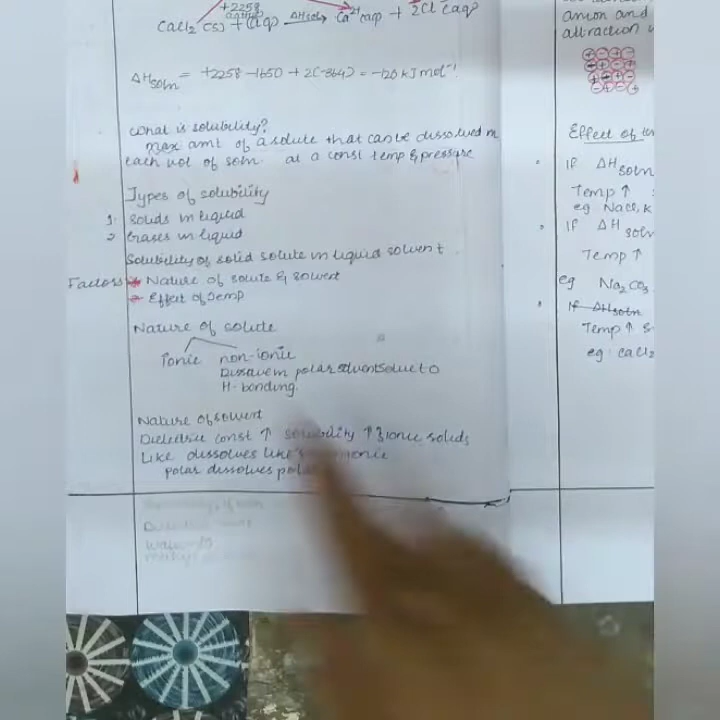 +2258
CaCl2 (s) + (aq) ΔHsoln → Ca2+(aq) + 2Cl-(aq)
ΔHsoln = +2258 -1650 + 2(-364) = -120 kJ mol-1.
What is solubility?
Max amt of a solute that can be dissolved in
each vol of soln. at a const temp & pressure
Types of solubility
1. Solids in liquid
2. Gases in liquid
Solubility of solid solute in liquid solvent
Factors Nature of solute & solvent
Effect of Temp
Nature of solute
ionic non-ionic
polar solvents due to
H-bonding.
Nature of solvent
Dielectric const ↑ solubility ↑ ionic solids
Like dissolves like
polar dissolves
anion and
attraction
Effect of
If ΔHsoln
Temp ↑
eg NaCl, K
If ΔHsoln
Temp ↑
eg Na2CO3
If ΔHsoln
Temp ↑ S
eg: CaCl2